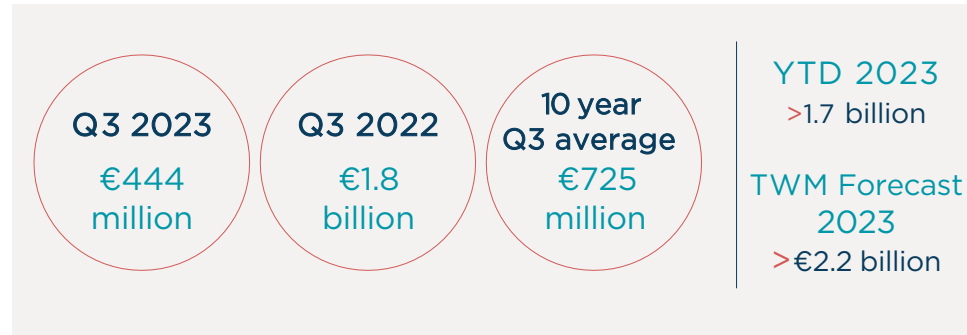 Q3 2023
€444
million
Q3 2022
€1.8
billion
10 year
Q3 average
€725
million
YTD 2023
>1.7 billion
TWM Forecast
2023
>€2.2 billion